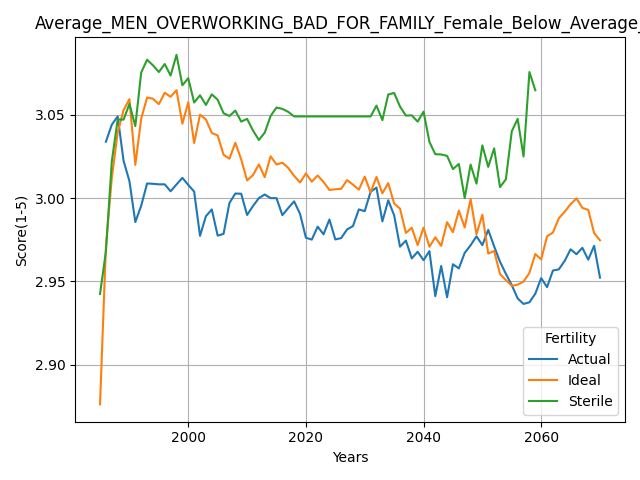 Average_MEN_OVERWORKING_BAD_FOR_FAMILY_Female_Below_Average_
Score(1-5)
3.05
3.00
2.95
2.90
2000 2020 2040 2060
Years
Fertility
Actual
Ideal
Sterile